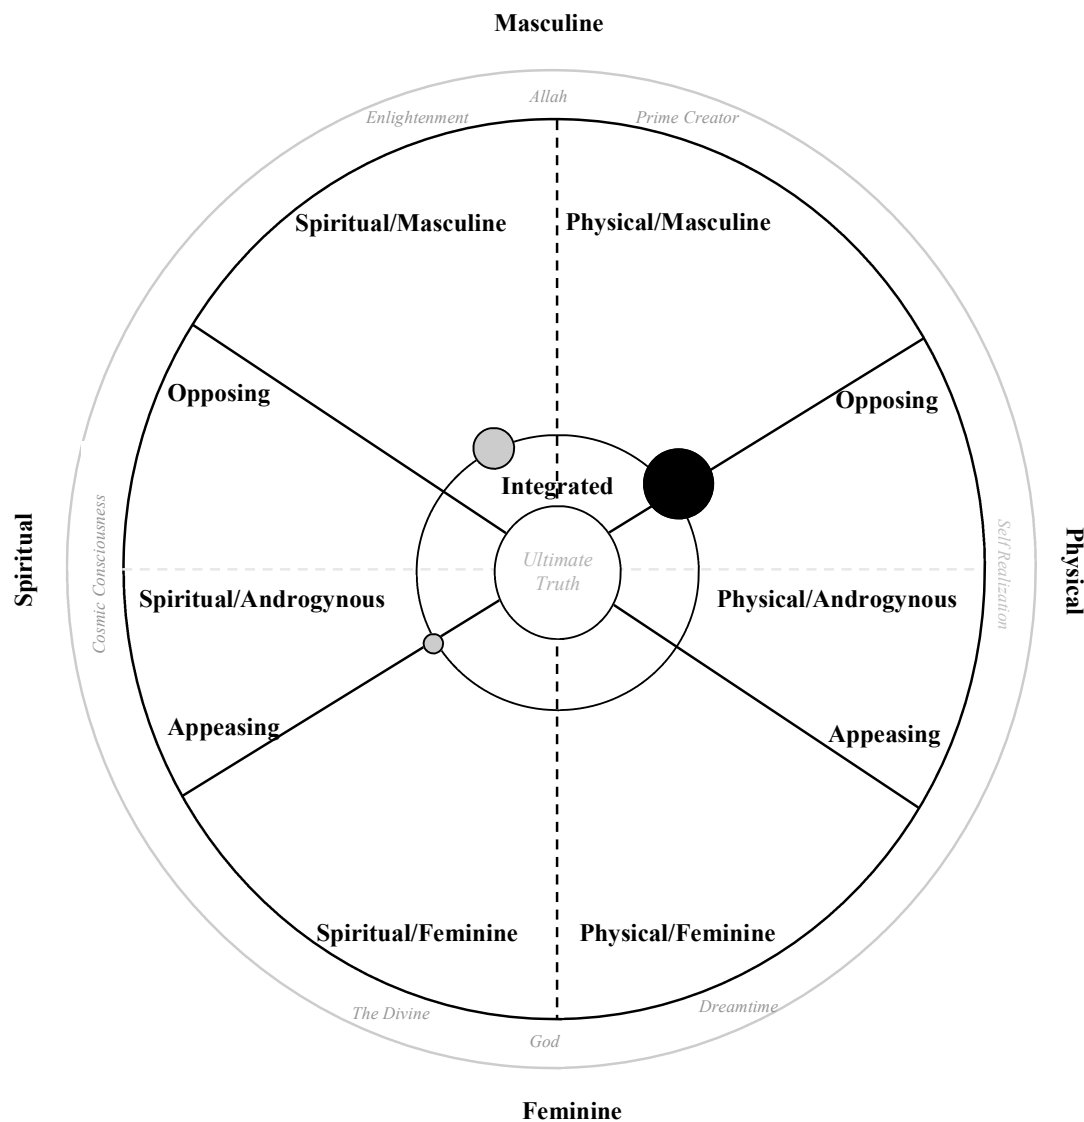 Masculine
Allah
Enlightenment
Prime Creator
Spiritual/Masculine
Physical/Masculine
Opposing
Opposing
Integrated
Ultimate
Truth
Spiritual
Cosmic Consciousness
Spiritual/Androgynous
Physical/Androgynous
Self Realization
Physical
Appeasing
Appeasing
Spiritual/Feminine
Physical/Feminine
The Divine
Dreamtime
God
Feminine